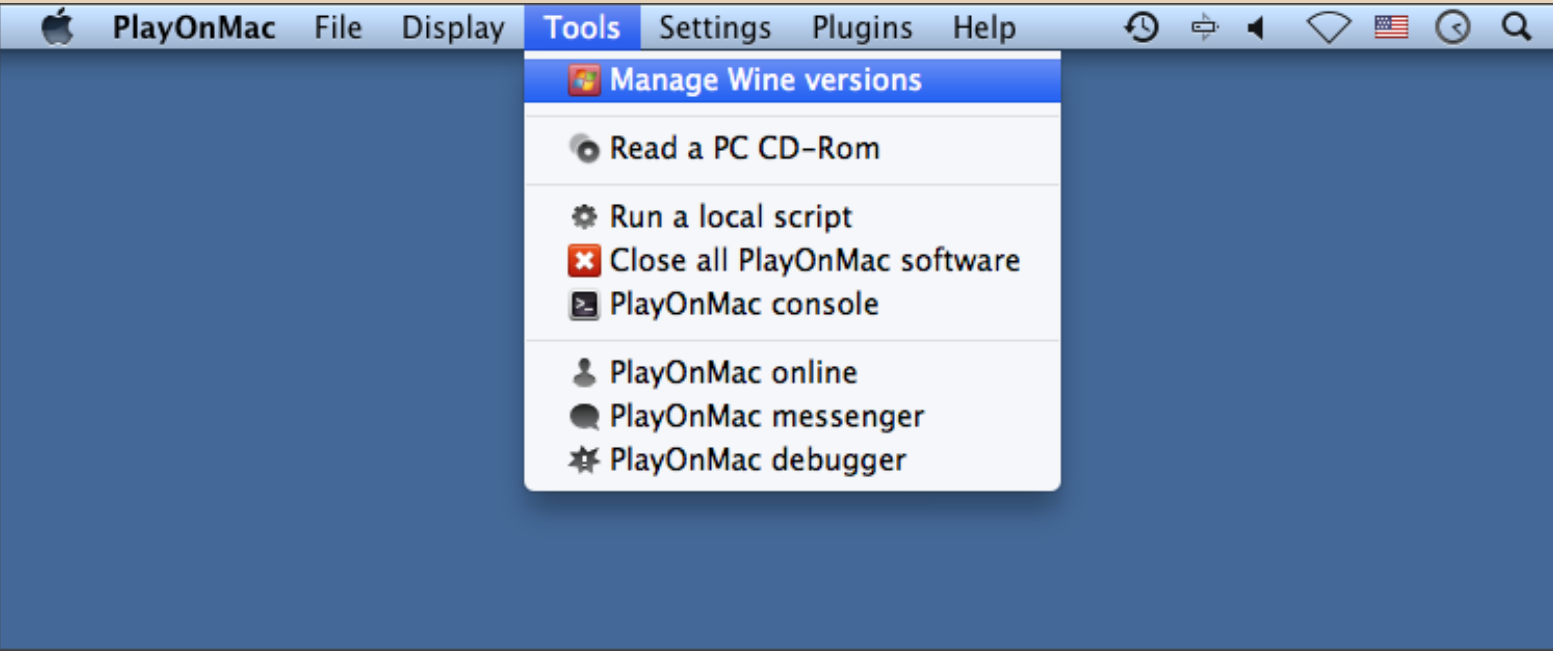 PlayOnMac File Display Tools Settings Plugins Help
Manage Wine versions
Read a PC CD-Rom
Run a local script
Close all PlayOnMac software
PlayOnMac console
PlayOnMac online
PlayOnMac messenger
PlayOnMac debugger